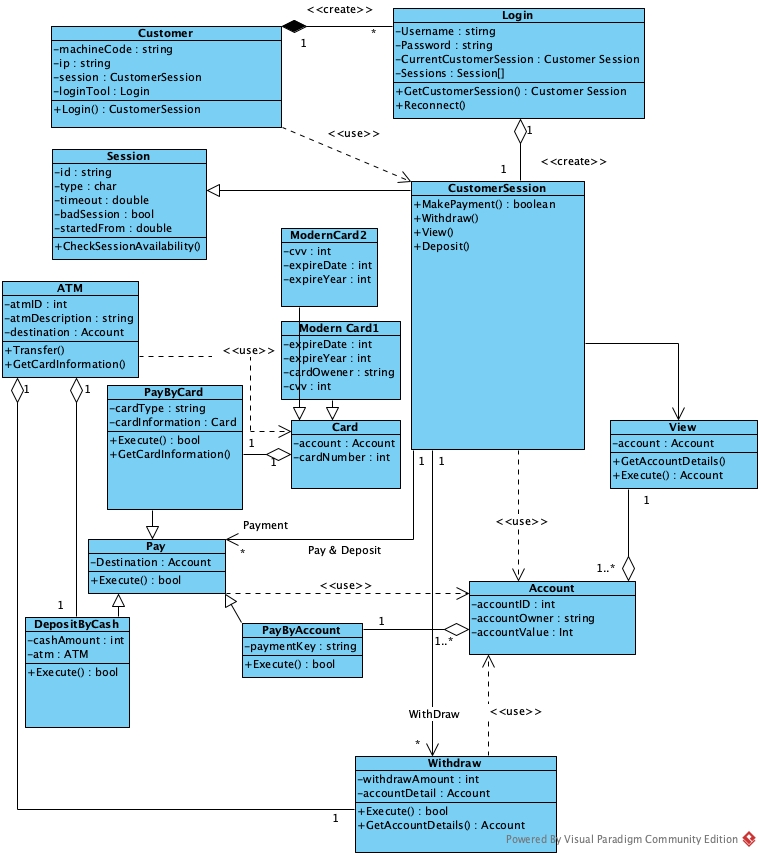 <<create>>
Customer
-machineCode : string
-ip : string
-session : CustomerSession
-loginTool : Login
+Login() : CustomerSession
1
*
Login
-Username : stirng
-Password : string
-CurrentCustomerSession : Customer Session
-Sessions : Session[]
+GetCustomerSession() : Customer Session
+Reconnect()
<<use>>
1
1
<<create>>
Session
-id : string
-type : char
-timeout : double
-badSession : bool
-startedFrom : double
+CheckSessionAvailability()
CustomerSession
+MakePayment() : boolean
+Withdraw()
+View()
+Deposit()
ModernCard2
-cvv : int
-expireDate : int
-expireYear : int
ATM
-atmID : int
-atmDescription : string
-destination : Account
+Transfer()
+GetCardInformation()
Modern Card1
-expireDate : int
-expireYear : int
-cardOwener : string
-cvv : int
<<use>>
1
1
PayByCard
-cardType : string
-cardInformation : Card
+Execute() : bool
+GetCardInformation()
1
1
Card
-account : Account
-cardNumber : int
View
-account : Account
+GetAccountDetails()
+Execute() : Account
1
1
1
Payment
*
Pay & Deposit
<<use>>
Pay
-Destination : Account
+Execute() : bool
<<use>>
1..*
Account
-accountID : int
-accountOwner : string
-accountValue : Int
1
DepositByCash
-cashAmount : int
-atm : ATM
+Execute() : bool
PayByAccount
-paymentKey : string
+Execute() : bool
1
1..*
WithDraw
<<use>>
*
Withdraw
-withdrawAmount : int
-accountDetail : Account
+Execute() : bool
+GetAccountDetails() : Account
1
Powered By Visual Paradigm Community Edition